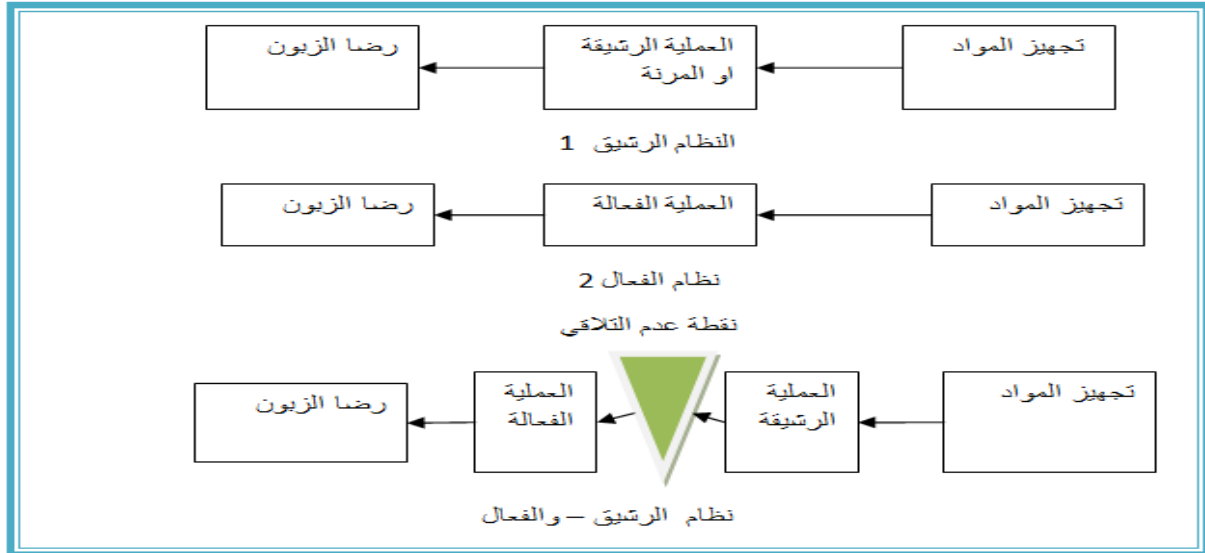 تجهيز المواد
العملية الرشيقة
او المرنة
رضا الزبون
النظام الرشيق 1
تجهيز المواد
العملية الفعالة
رضا الزبون
نظام الفعال 2
نقطة عدم التلاقي
تجهيز المواد
العملية
الرشيقة
العملية
الفعالة
رضا الزبون
نظام الرشيق – والفعال